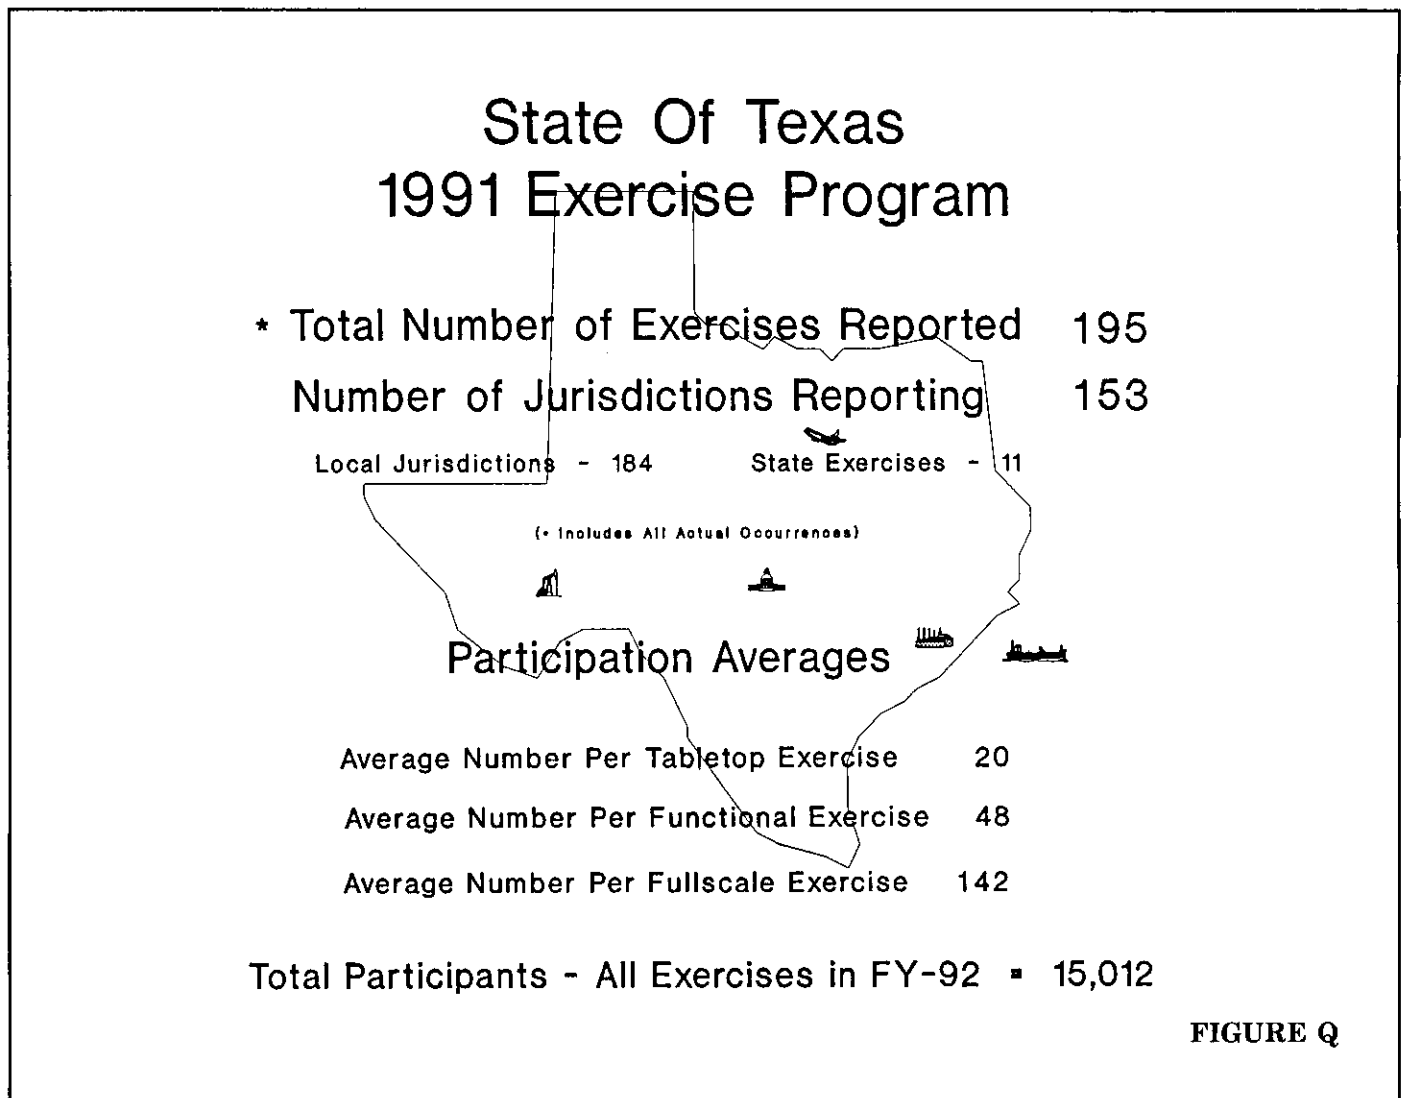 State Of Texas
1991 Exercise Program
* Total Number of Exercises Reported 195
Number of Jurisdictions Reporting 153
Local Jurisdictions - 184 State Exercises - 11
(* Includes All Actual Occurrences)
Participation Averages
Average Number Per Tabletop Exercise 20
Average Number Per Functional Exercise 48
Average Number Per Fullscale Exercise 142
Total Participants - All Exercises in FY-92 = 15,012
FIGURE Q